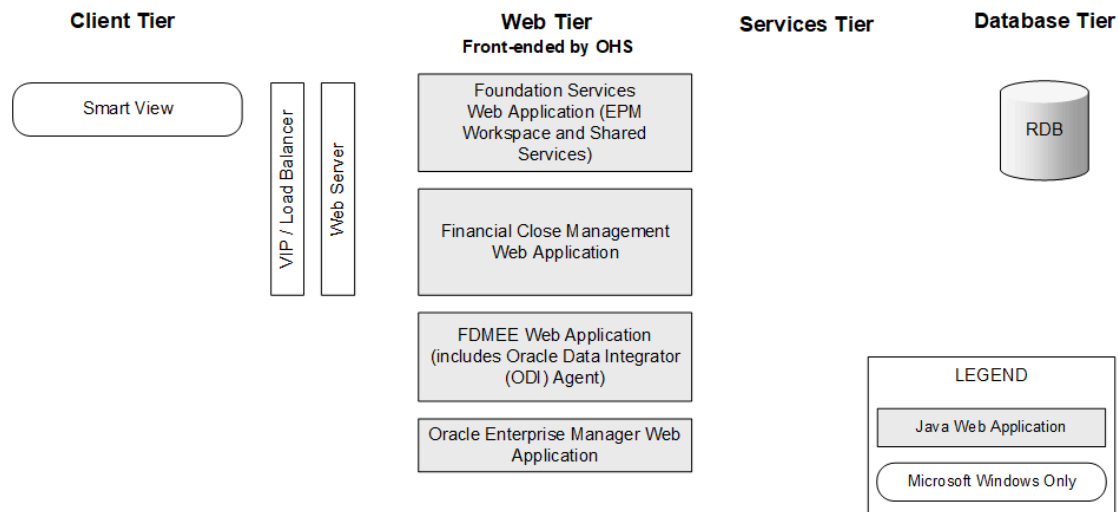 Client Tier
Web Tier
Front-ended by OHS
Services Tier
Database Tier
Smart View
VIP / Load Balancer
Web Server
Foundation Services
Web Application (EPM
Workspace and Shared
Services)
Financial Close Management
Web Application
FDMEE Web Application
(includes Oracle Data Integrator
(ODI) Agent)
Oracle Enterprise Manager Web
Application
RDB
LEGEND
Java Web Application
Microsoft Windows Only